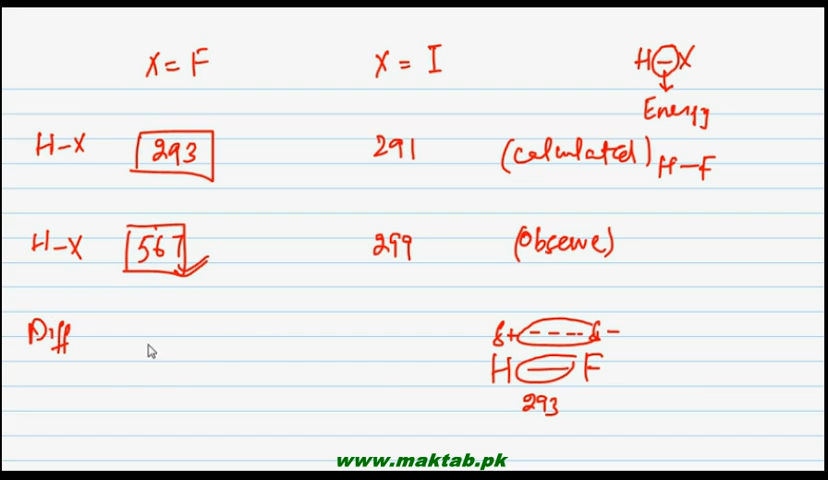 X = F X = I H-X
Energy
H-X 293 291 (Calculated) H-F
H-X 567 299 (Observe)
Diff δ+ ---- δ-
H-F
293
www.maktab.pk